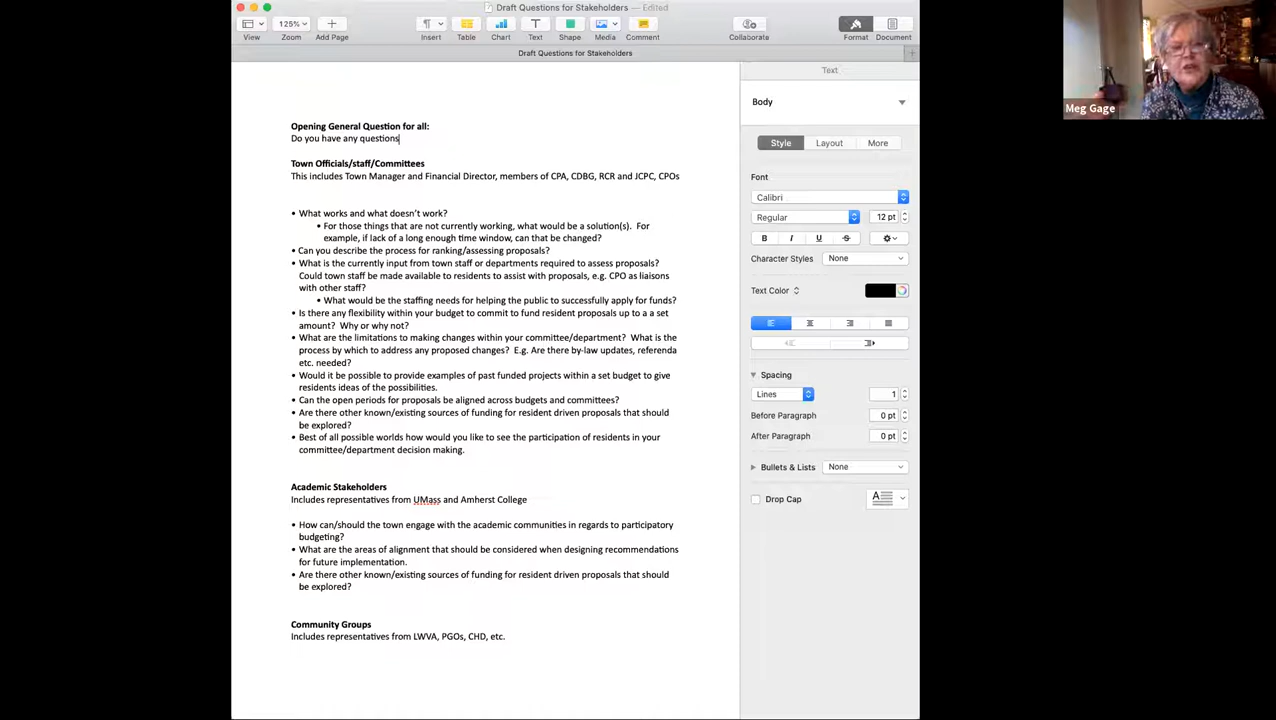 Draft Questions for Stakeholders — Edited
125%
View
Zoom
Add Page
Insert
Table
Chart
Text
Shape
Media
Comment
Collaborate
Format
Document
Draft Questions for Stakeholders
Opening General Question for all:
Do you have any questions
Town Officials/staff/Committees
This includes Town Manager and Financial Director, members of CPA, CDBG, RCR and JCPC, CPOs
• What works and what doesn't work?
• For those things that are not currently working, what would be a solution(s). For
example, if lack of a long enough time window, can that be changed?
• Can you describe the process for ranking/assessing proposals?
• What is the currently input from town staff or departments required to assess proposals?
Could town staff be made available to residents to assist with proposals, e.g. CPO as liaisons
with other staff?
• What would be the staffing needs for helping the public to successfully apply for funds?
• Is there any flexibility within your budget to commit to fund resident proposals up to a a set
amount? Why or why not?
• What are the limitations to making changes within your committee/department? What is the
process by which to address any proposed changes? E.g. Are there by-law updates, referenda
etc. needed?
• Would it be possible to provide examples of past funded projects within a set budget to give
residents ideas of the possibilities.
• Can the open periods for proposals be aligned across budgets and committees?
• Are there other known/existing sources of funding for resident driven proposals that should
be explored?
• Best of all possible worlds how would you like to see the participation of residents in your
committee/department decision making.
Academic Stakeholders
Includes representatives from UMass and Amherst College
• How can/should the town engage with the academic communities in regards to participatory
budgeting?
• What are the areas of alignment that should be considered when designing recommendations
for future implementation.
• Are there other known/existing sources of funding for resident driven proposals that should
be explored?
Community Groups
Includes representatives from LWVA, PGOs, CHD, etc.
Text
Body
Style
Layout
More
Font
Calibri
Regular
12 pt
B
I
U
S
Character Styles
None
Text Color
Spacing
Lines
1
Before Paragraph
0 pt
After Paragraph
0 pt
Bullets & Lists
None
Drop Cap
A
Meg Gage